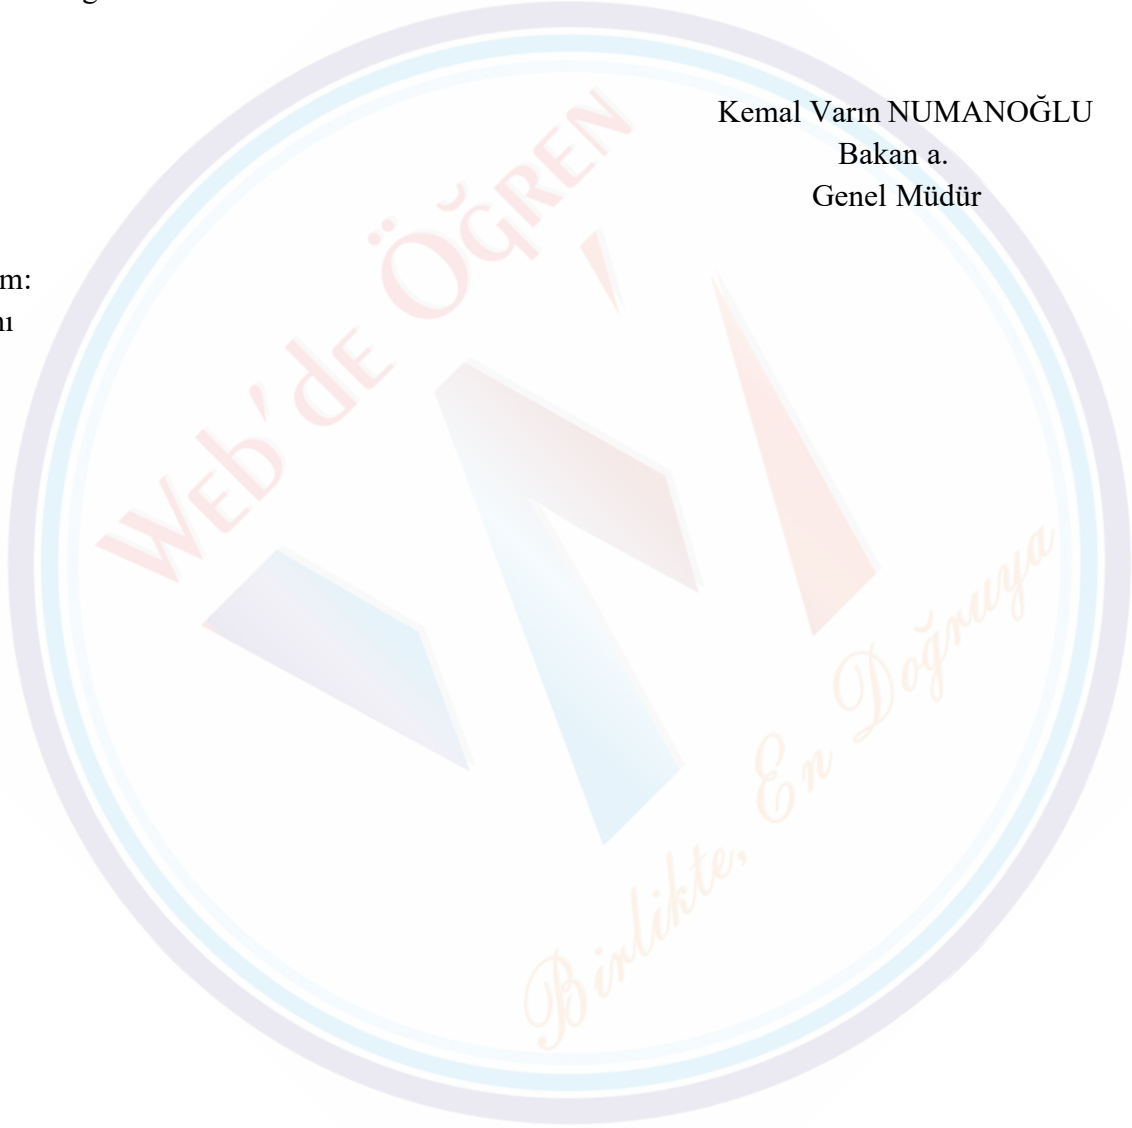 Kemal Varın NUMANOĞLU
Bakan a.
Genel Müdür
m:
Web'de Öğren
Birlikte, En Doğruya